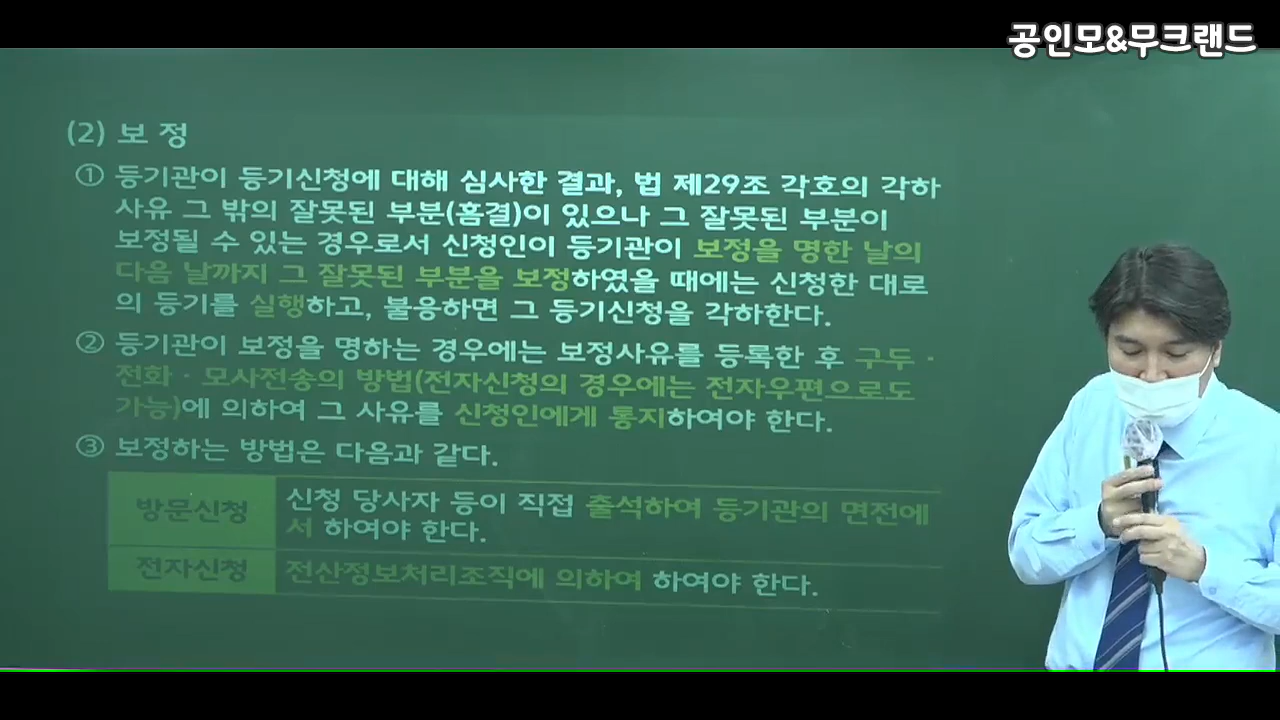 공인모&무크랜드
(2) 보 정
① 등기관이 등기신청에 대해 심사한 결과, 법 제29조 각호의 각하
사유 그 밖의 잘못된 부분(흠결)이 있으나 그 잘못된 부분이
보정될 수 있는 경우로서 신청인이 등기관이 보정을 명한 날의
다음 날까지 그 잘못된 부분을 보정하였을 때에는 신청한 대로
의 등기를 실행하고, 불응하면 그 등기신청을 각하한다.
② 등기관이 보정을 명하는 경우에는 보정사유를 등록한 후 구두 ·
전화 · 모사전송의 방법(전자신청의 경우에는 전자우편으로도
가능)에 의하여 그 사유를 신청인에게 통지하여야 한다.
③ 보정하는 방법은 다음과 같다.
방문신청
신청 당사자 등이 직접 출석하여 등기관의 면전에
서 하여야 한다.
전자신청
전산정보처리조직에 의하여 하여야 한다.